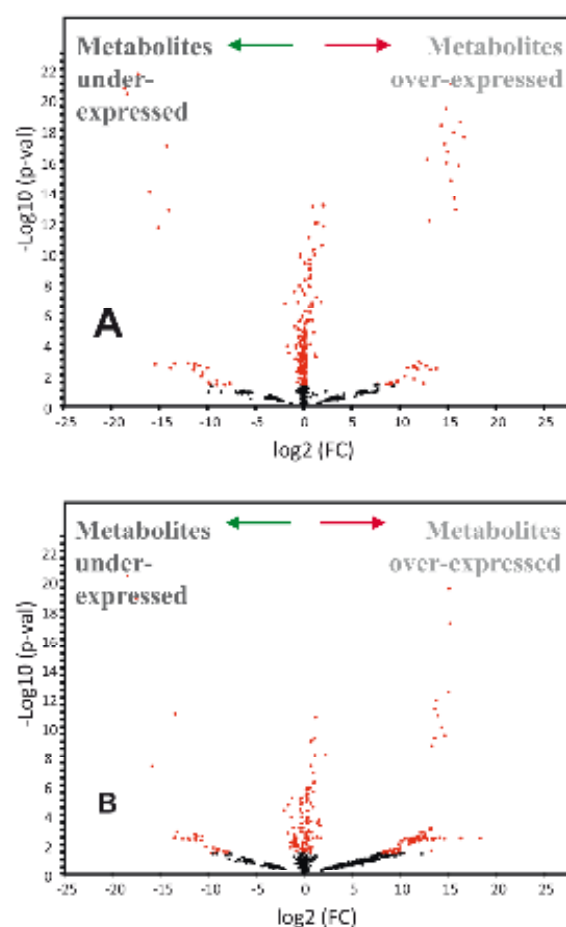 Metabolites
under-
expressed
Metabolites
over-expressed
-Log10 (p-val)
22
20
18
16
14
12
10
8
6
4
2
0
A
-25 -20 -15 -10 -5 0 5 10 15 20 25
log2 (FC)
Metabolites
under-
expressed
Metabolites
over-expressed
-Log10 (p-val)
22
20
18
16
14
12
10
8
6
4
2
0
B
-25 -20 -15 -10 -5 0 5 10 15 20 25
log2 (FC)